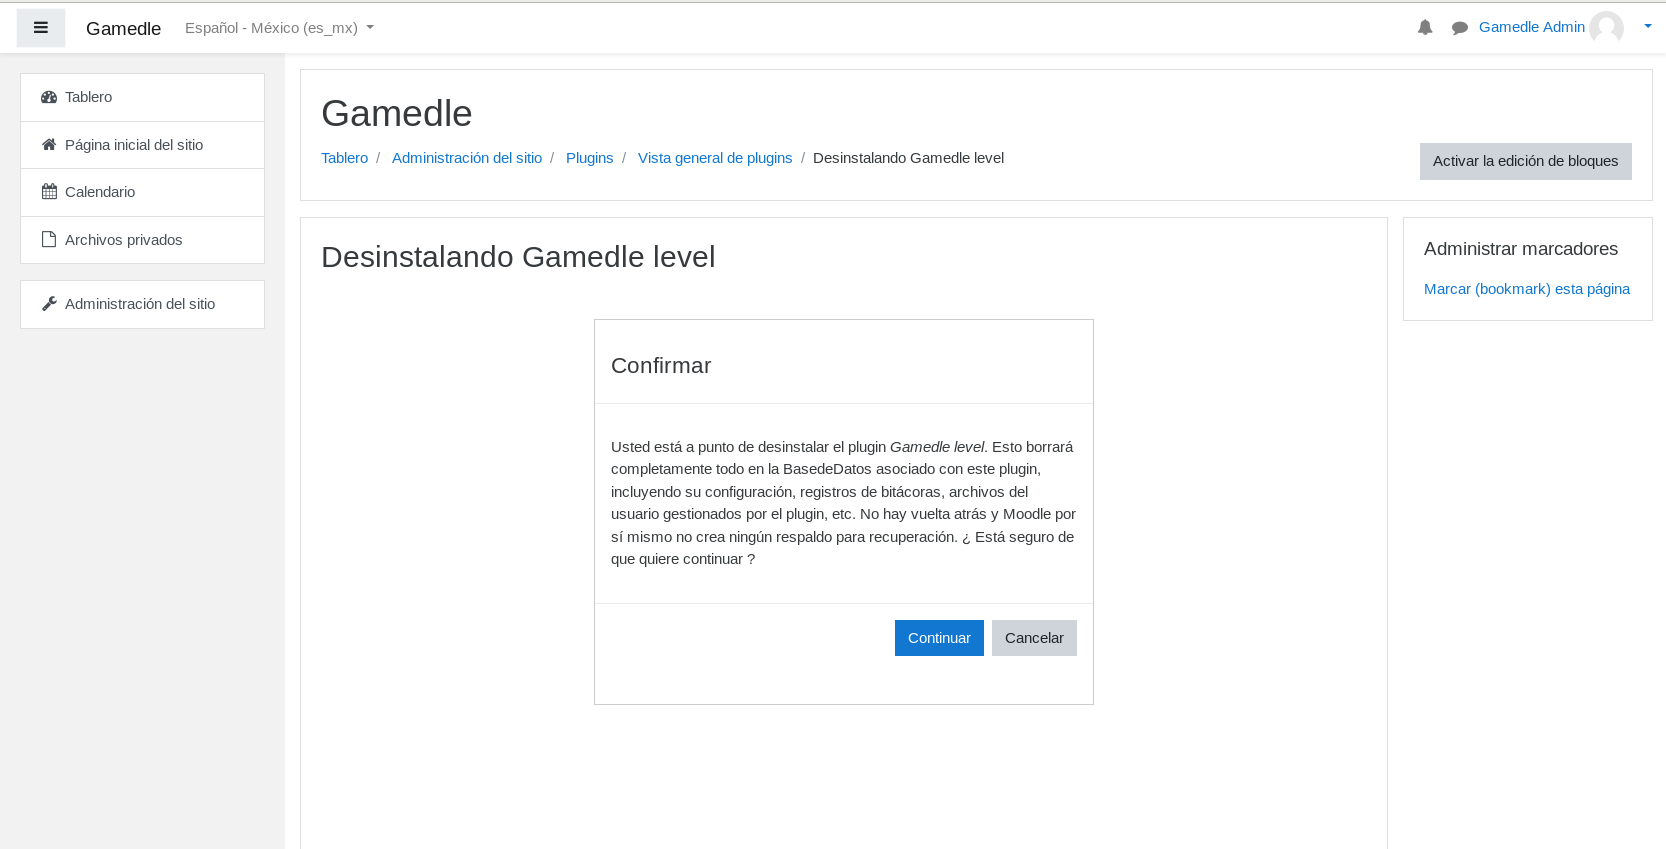 Gamedle Español - México (es_mx) Gamedle Admin
Tablero
Página inicial del sitio
Calendario
Archivos privados
Administración del sitio
Gamedle
Tablero / Administración del sitio / Plugins / Vista general de plugins / Desinstalando Gamedle level
Activar la edición de bloques
Desinstalando Gamedle level
Confirmar
Usted está a punto de desinstalar el plugin Gamedle level. Esto borrará
completamente todo en la BasedeDatos asociado con este plugin,
incluyendo su configuración, registros de bitácoras, archivos del
usuario gestionados por el plugin, etc. No hay vuelta atrás y Moodle por
sí mismo no crea ningún respaldo para recuperación. ¿ Está seguro de
que quiere continuar ?
Continuar Cancelar
Administrar marcadores
Marcar (bookmark) esta página